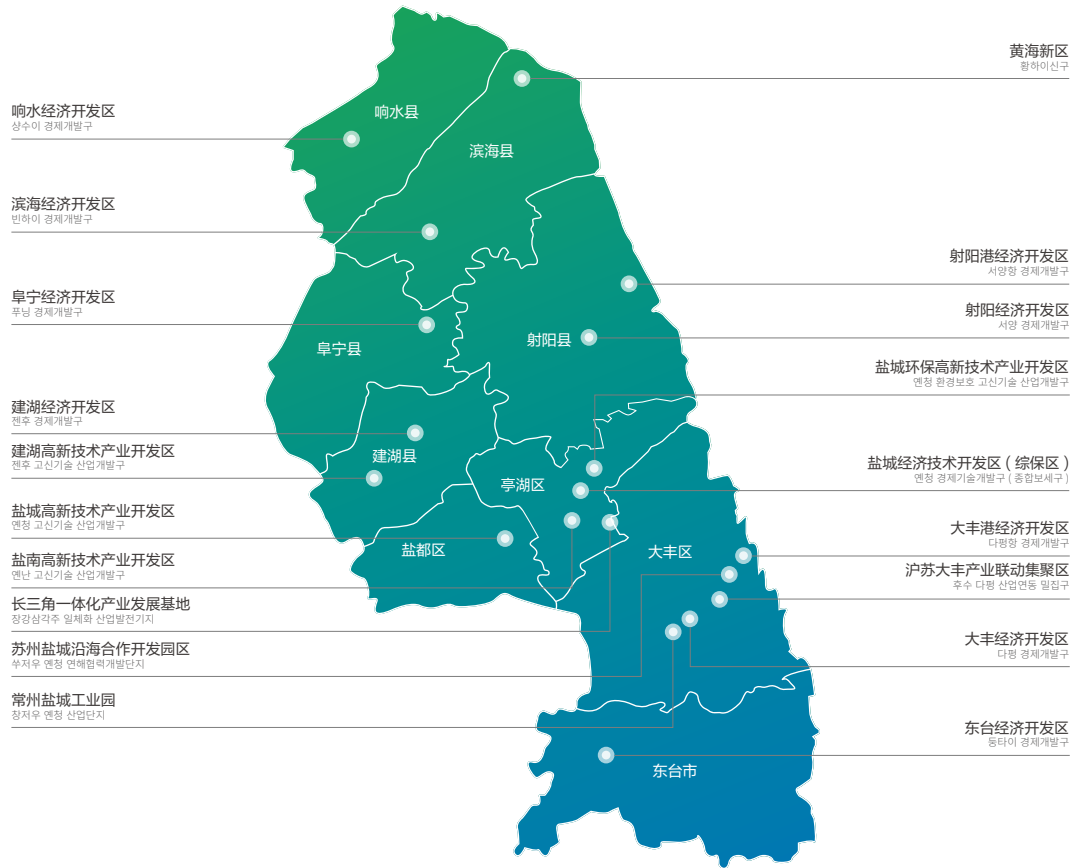 响水经济开发区
샹수이 경제개발구
滨海经济开发区
빈하이 경제개발구
阜宁经济开发区
푸닝 경제개발구
建湖经济开发区
젠후 경제개발구
建湖高新技术产业开发区
젠후 고신기술 산업개발구
盐城高新技术产业开发区
옌청 고신기술 산업개발구
盐南高新技术产业开发区
옌난 고신기술 산업개발구
长三角一体化产业发展基地
장강삼각주 일체화 산업발전기지
苏州盐城沿海合作开发园区
쑤저우 옌청 연해협력개발단지
常州盐城工业园
창저우 옌청 산업단지
响水县
滨海县
阜宁县
射阳县
建湖县
亭湖区
盐都区
大丰区
东台市
黄海新区
황하이신구
射阳港经济开发区
서양항 경제개발구
射阳经济开发区
서양 경제개발구
盐城环保高新技术产业开发区
옌청 환경보호 고신기술 산업개발구
盐城经济技术开发区 ( 综保区 )
옌청 경제기술개발구 ( 종합보세구 )
大丰港经济开发区
다펑항 경제개발구
沪苏大丰产业联动集聚区
후수 다펑 산업연동 밀집구
大丰经济开发区
다펑 경제개발구
东台经济开发区
둥타이 경제개발구